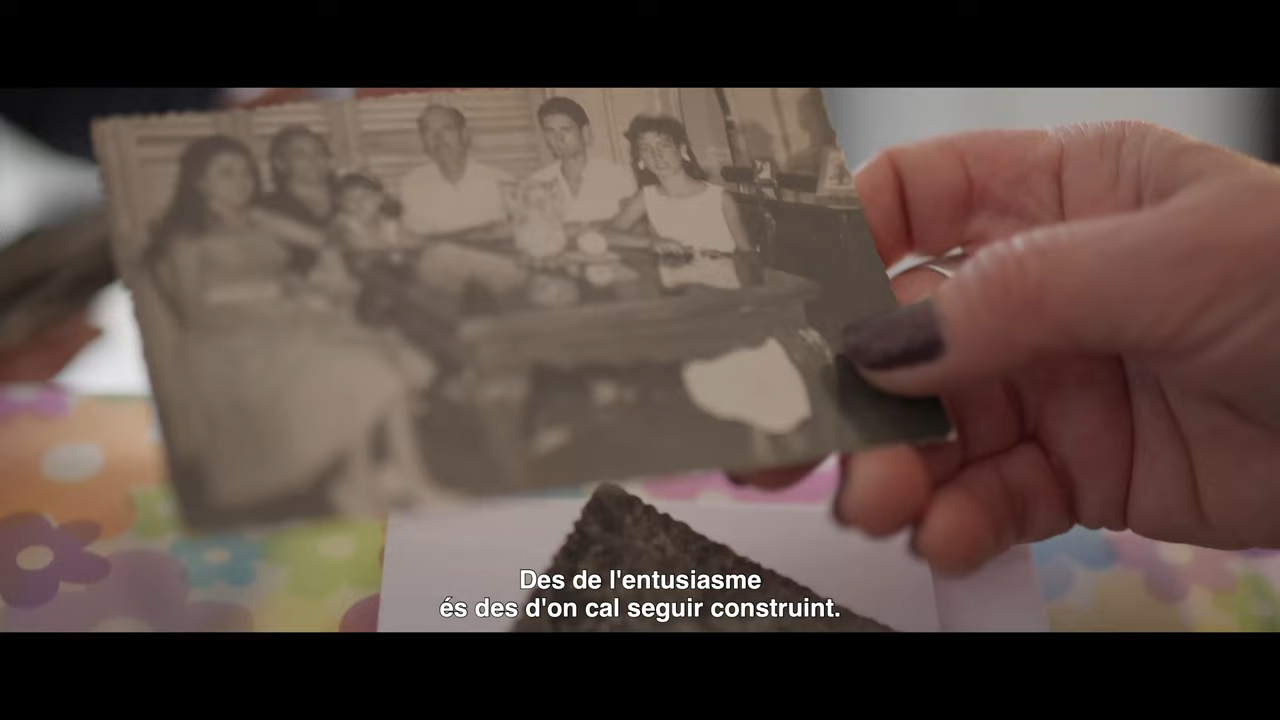 Des de l'entusiasme
és des d'on cal seguir construint.